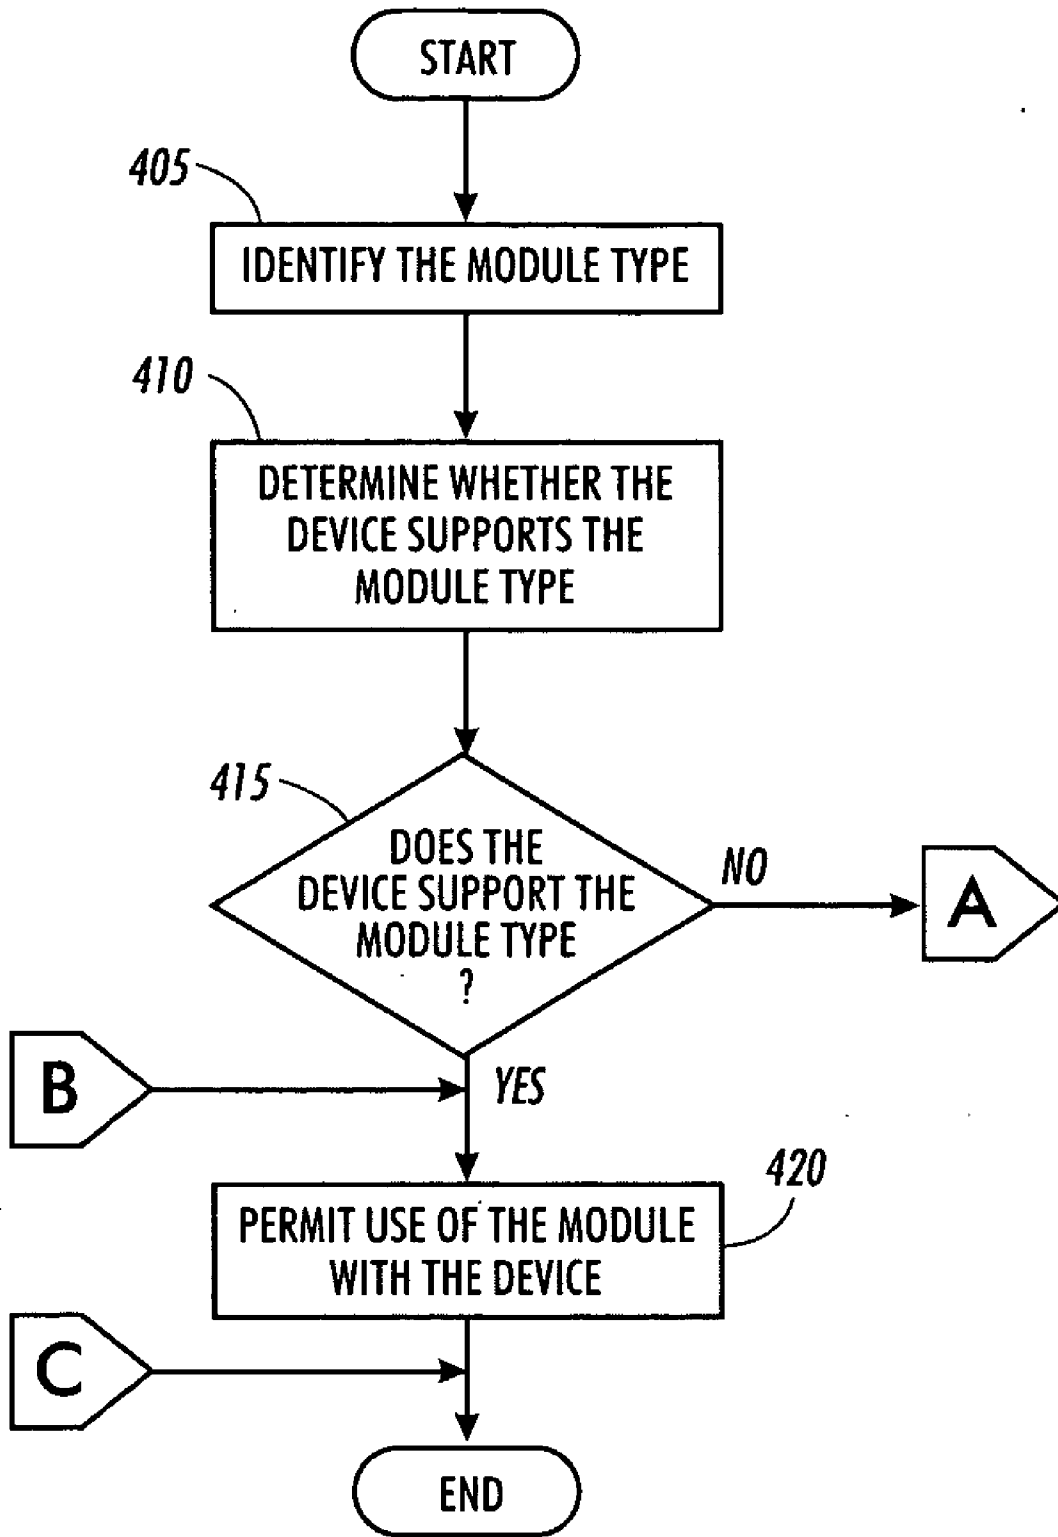 START
405
IDENTIFY THE MODULE TYPE
410
DETERMINE WHETHER THE
DEVICE SUPPORTS THE
MODULE TYPE
415
DOES THE
DEVICE SUPPORT THE
MODULE TYPE
?
NO
A
B
YES
420
PERMIT USE OF THE MODULE
WITH THE DEVICE
C
END